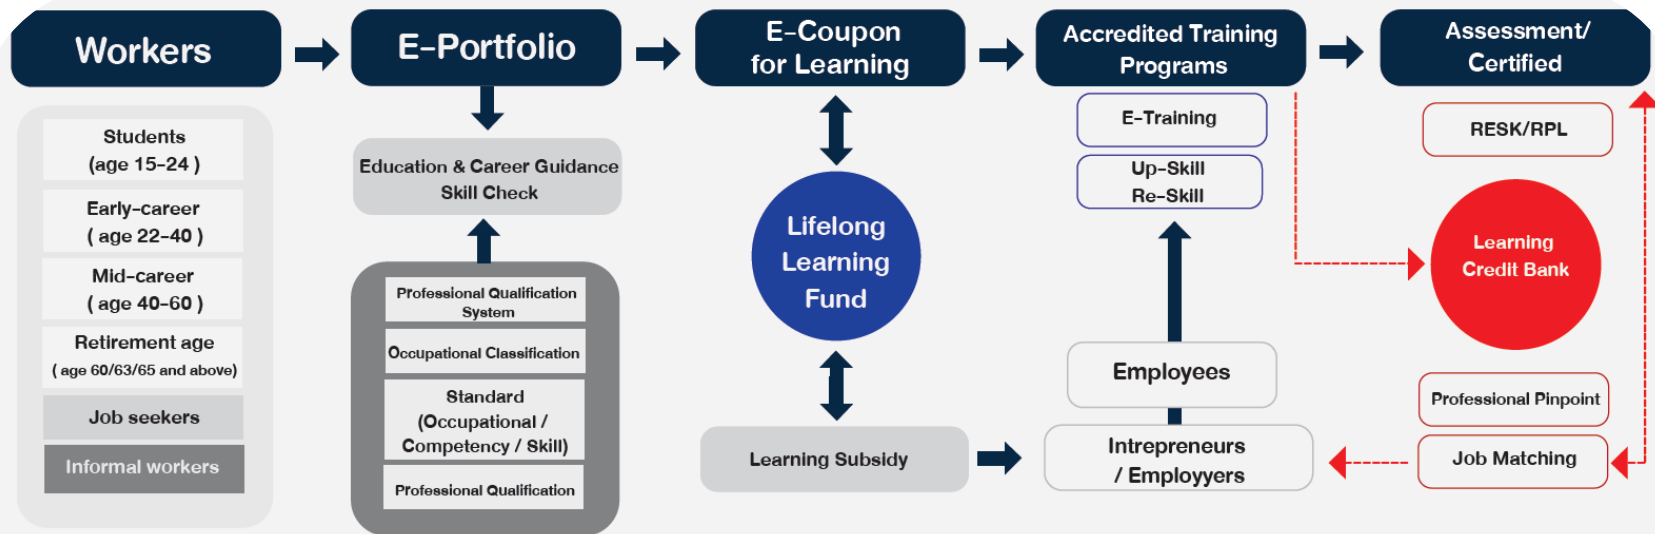 Workers
E-Portfolio
E-Coupon
for Learning
Accredited Training
Programs
Assessment/
Certified
Students
(age 15-24 )
Early-career
( age 22-40 )
Mid-career
( age 40-60 )
Retirement age
( age 60/63/65 and above)
Job seekers
Informal workers
Education & Career Guidance
Skill Check
Professional Qualification
System
Occupational Classification
Standard
(Occupational /
Competency / Skill)
Professional Qualification
Lifelong
Learning
Fund
Learning Subsidy
E-Training
Up-Skill
Re-Skill
Employees
Intrepreneurs
/ Employyers
RESK/RPL
Learning
Credit Bank
Professional Pinpoint
Job Matching